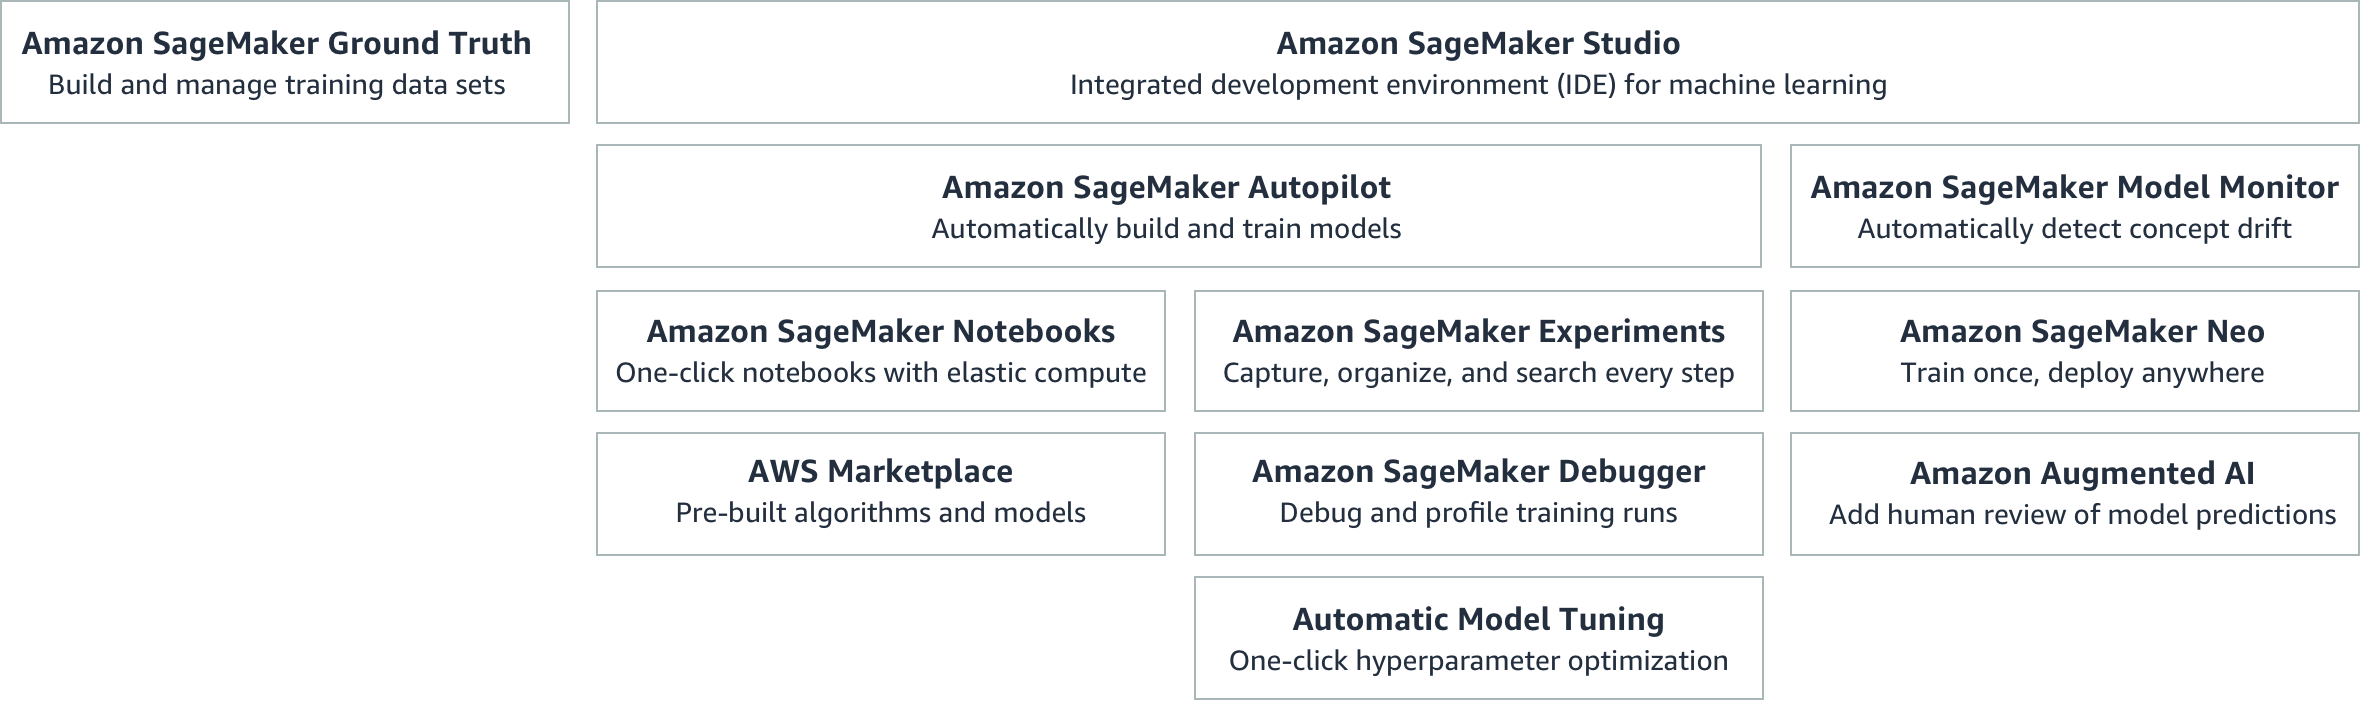 Amazon SageMaker Ground Truth
Build and manage training data sets
Amazon SageMaker Studio
Integrated development environment (IDE) for machine learning
Amazon SageMaker Autopilot
Automatically build and train models
Amazon SageMaker Model Monitor
Automatically detect concept drift
Amazon SageMaker Notebooks
One-click notebooks with elastic compute
Amazon SageMaker Experiments
Capture, organize, and search every step
Amazon SageMaker Neo
Train once, deploy anywhere
AWS Marketplace
Pre-built algorithms and models
Amazon SageMaker Debugger
Debug and profile training runs
Amazon Augmented AI
Add human review of model predictions
Automatic Model Tuning
One-click hyperparameter optimization